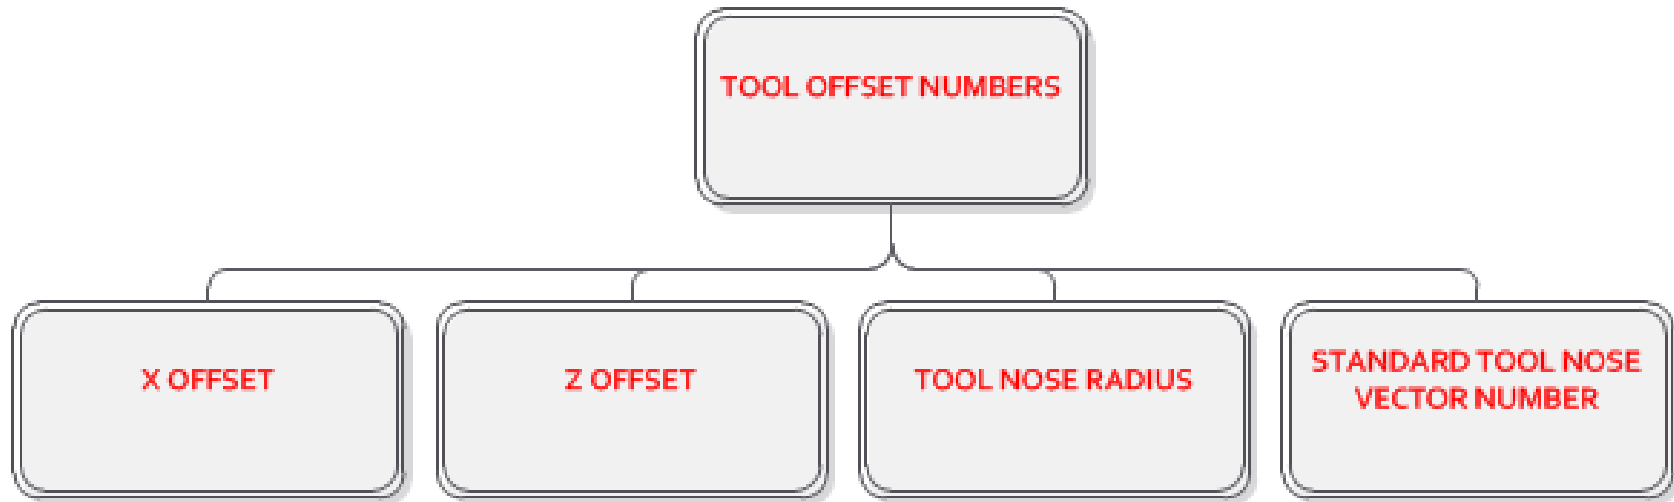 TOOL OFFSET NUMBERS
X OFFSET
Z OFFSET
TOOL NOSE RADIUS
STANDARD TOOL NOSE
VECTOR NUMBER